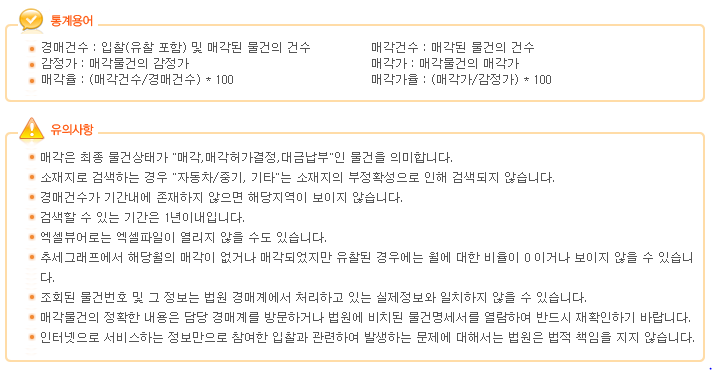 통계용어
경매건수 : 입찰(유찰 포함) 및 매각된 물건의 건수 매각건수 : 매각된 물건의 건수
감정가 : 매각물건의 감정가 매각가 : 매각물건의 매각가
매각율 : (매각건수/경매건수) * 100 매각가율 : (매각가/감정가) * 100
유의사항
매각은 최종 물건상태가 "매각,매각허가결정,대금납부"인 물건을 의미합니다.
소재지로 검색하는 경우 "자동차/중기, 기타"는 소재지의 부정확성으로 인해 검색되지 않습니다.
경매건수가 기간내에 존재하지 않으면 해당지역이 보이지 않습니다.
검색할 수 있는 기간은 1년이내입니다.
엑셀뷰어로는 엑셀파일이 열리지 않을 수도 있습니다.
추세그래프에서 해당월의 매각이 없거나 매각되었지만 유찰된 경우에는 월에 대한 비율이 0 이거나 보이지 않을 수 있습니
다.
조회된 물건번호 및 그 정보는 법원 경매계에서 처리하고 있는 실제정보와 일치하지 않을 수 있습니다.
매각물건의 정확한 내용은 담당 경매계를 방문하거나 법원에 비치된 물건명세서를 열람하여 반드시 재확인하기 바랍니다.
인터넷으로 서비스하는 정보만으로 참여한 입찰과 관련하여 발생하는 문제에 대해서는 법원은 법적 책임을 지지 않습니다.